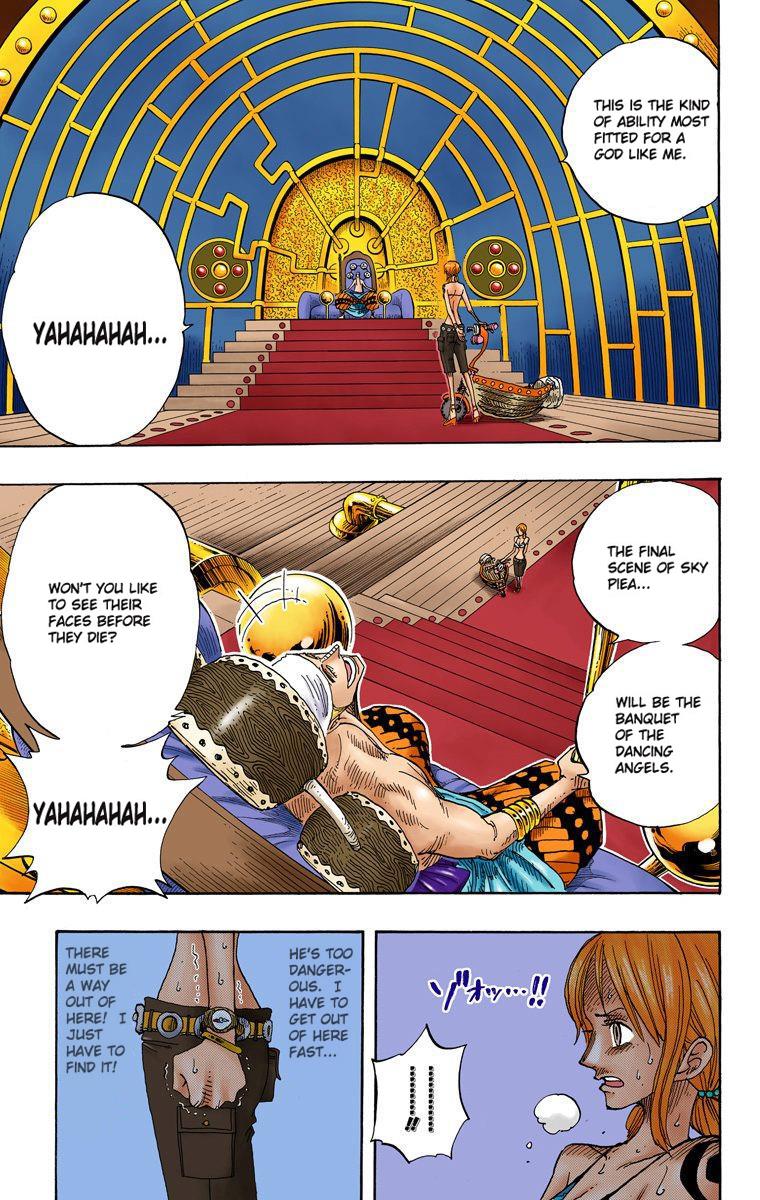 THIS IS THE KIND
OF ABILITY MOST
FITTED FOR A
GOD LIKE ME.
YAHAHAHAH...
THE FINAL
SCENE OF SKY
PIEA...
WILL BE THE
BANQUET
OF THE
DANCING
ANGELS.
WON'T YOU LIKE
TO SEE THEIR
FACES BEFORE
THEY DIE?
YAHAHAHAH...
ゾオッ……!!
…………!!
HE'S TOO
DANGER-
OUS. I
HAVE TO
GET OUT
OF HERE
FAST...
THERE
MUST BE
A WAY
OUT OF
HERE! I
JUST
HAVE TO
FIND IT!